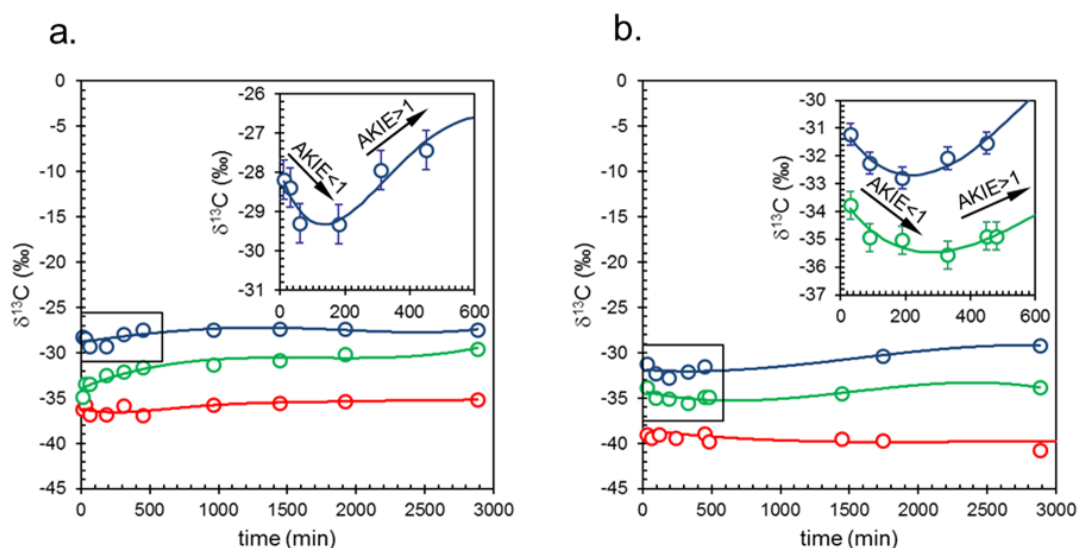 a.
0
-5
-10
-15
-20
-25
-30
-35
-40
-45
δ¹³C (‰)
0 500 1000 1500 2000 2500 3000
time (min)
-26
-27
-28
-29
-30
-31
δ¹³C (‰)
0 200 400 600
AKIE<1
AKIE>1
b.
0
-5
-10
-15
-20
-25
-30
-35
-40
-45
δ¹³C (‰)
0 500 1000 1500 2000 2500 3000
time (min)
-30
-31
-32
-33
-34
-35
-36
-37
δ¹³C (‰)
0 200 400 600
AKIE<1
AKIE>1